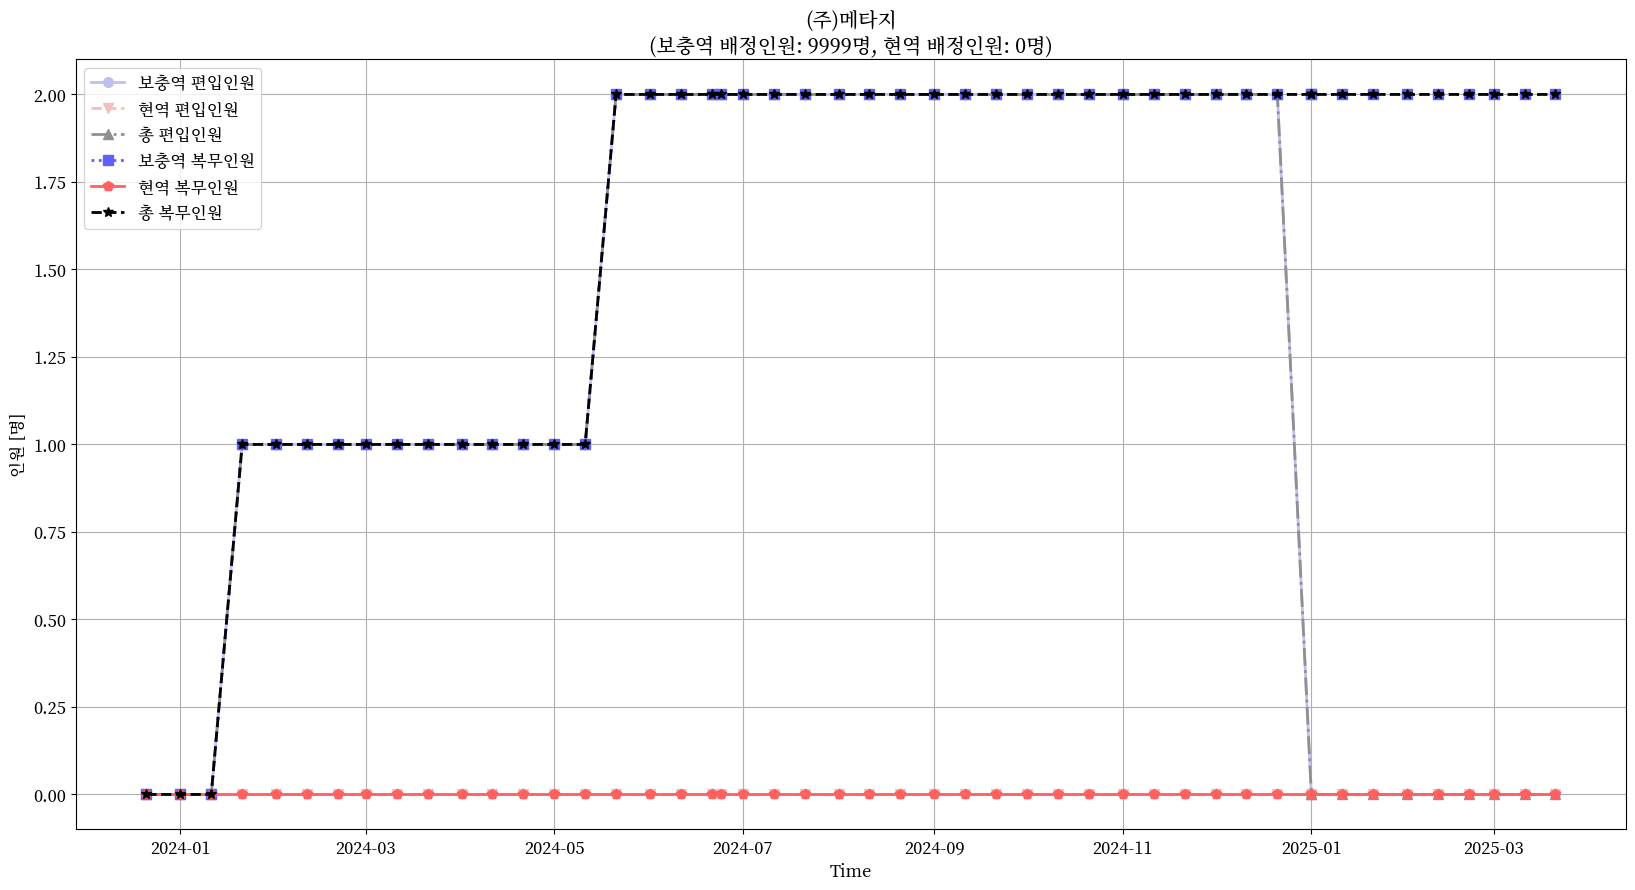 (주)메타지
(보충역 배정인원: 9999명, 현역 배정인원: 0명)
보충역 편입인원
현역 편입인원
총 편입인원
보충역 복무인원
현역 복무인원
총 복무인원
인원 [명]
2.00
1.75
1.50
1.25
1.00
0.75
0.50
0.25
0.00
2024-01
2024-03
2024-05
2024-07
2024-09
2024-11
2025-01
2025-03
Time